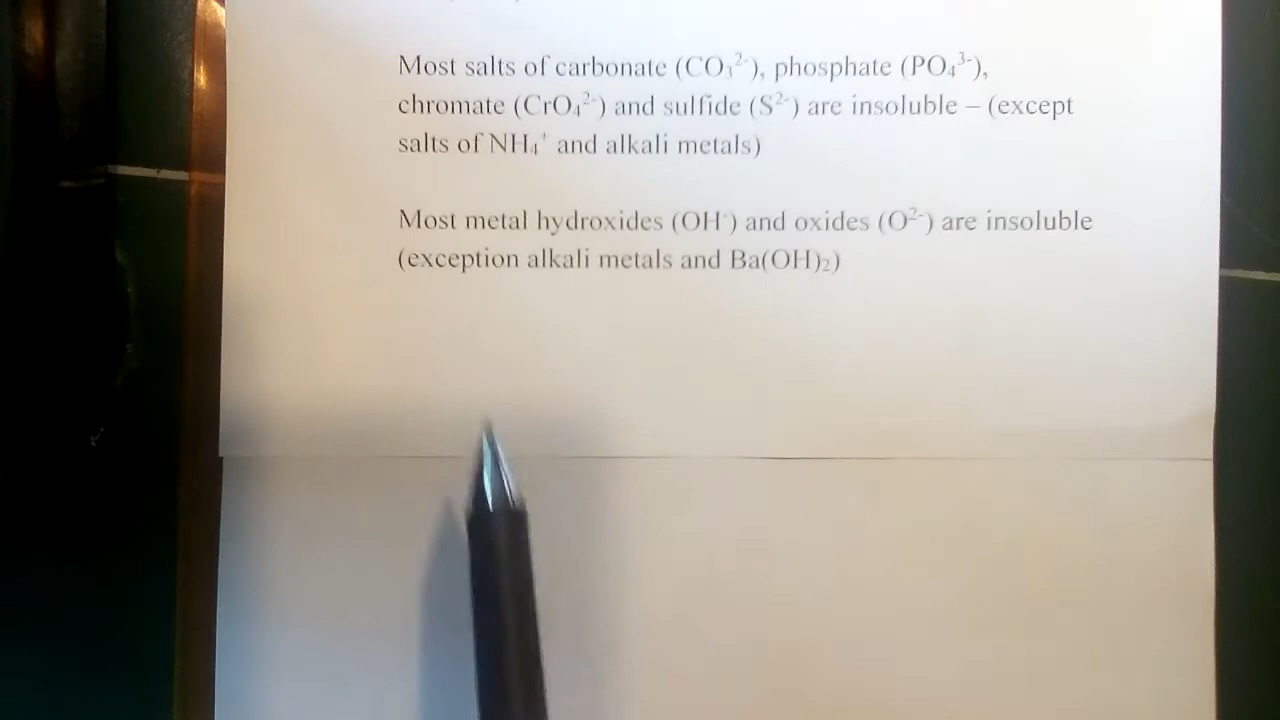 Most salts of carbonate (CO₃²⁻), phosphate (PO₄³⁻),
chromate (CrO₄²⁻) and sulfide (S²⁻) are insoluble – (except
salts of NH₄⁺ and alkali metals)
Most metal hydroxides (OH⁻) and oxides (O²⁻) are insoluble
(exception alkali metals and Ba(OH)₂)